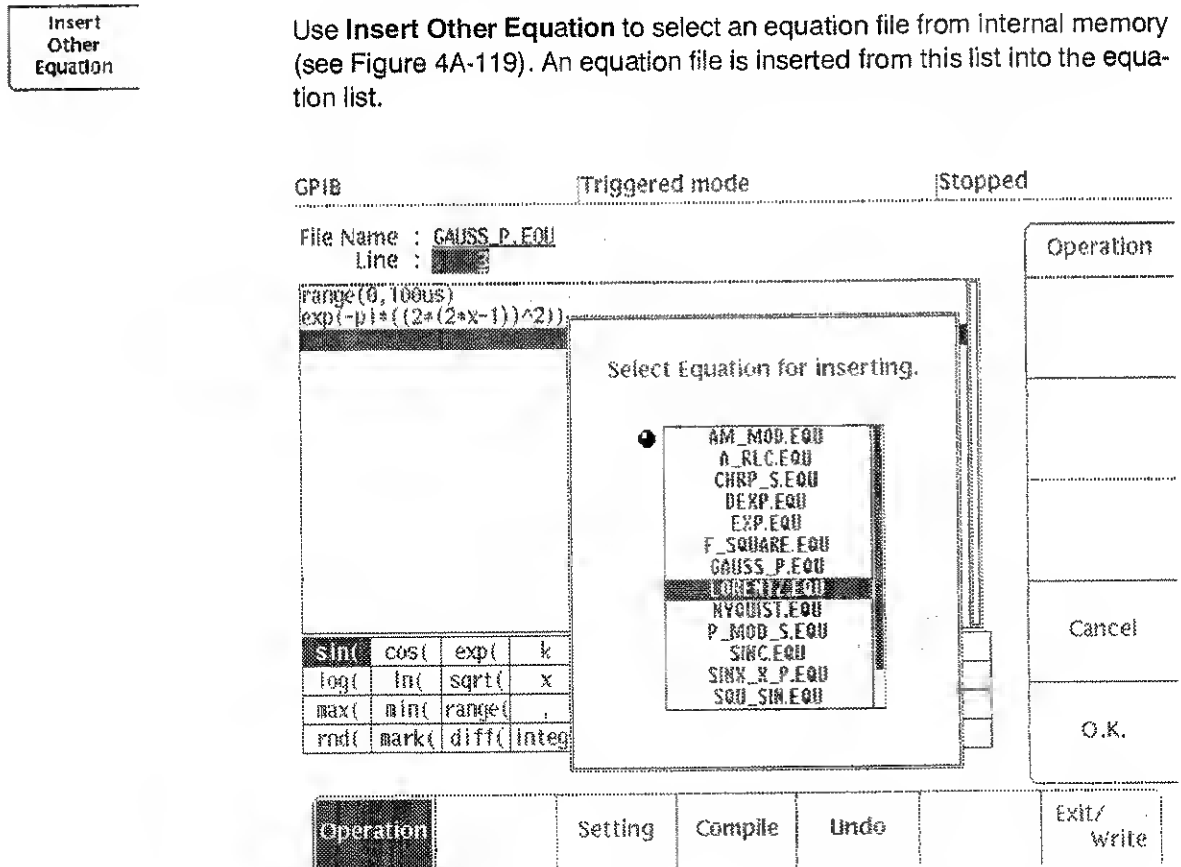 Insert
Other
Equation
Use Insert Other Equation to select an equation file from internal memory
(see Figure 4A-119). An equation file is inserted from this list into the equa-
tion list.
GPIB Triggered mode Stopped
File Name : GAUSS_P.EQU
Line :
Operation
range(0,100us)
exp(-pi*((2*(2*x-1))^2))
Select Equation for inserting.
AM_MOD.EQU
A_RLC.EQU
CHRP_S.EQU
DEXP.EQU
EXP.EQU
F_SQUARE.EQU
GAUSS_P.EQU
LORENTZ.EQU
NYQUIST.EQU
P_MOD_S.EQU
SINC.EQU
SINX_X_P.EQU
SQU_SIN.EQU
Cancel
O.K.
sin( cos( exp( k
log( ln( sqrt( x
max( min( range( ,
rnd( mark( diff( integ
Operation Setting Compile Undo Exit/
Write